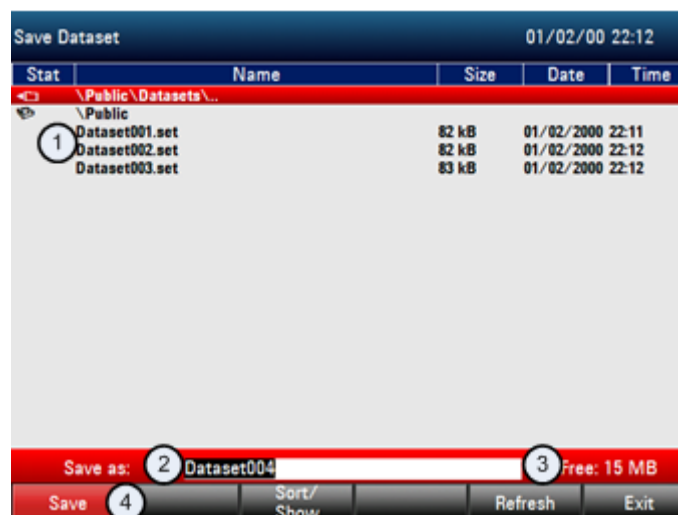 Save Dataset 01/02/00 22:12
Stat Name Size Date Time
\Public\Datasets\..
\Public
Dataset001.set 82 kB 01/02/2000 22:11
1
Dataset002.set 82 kB 01/02/2000 22:12
Dataset003.set 83 kB 01/02/2000 22:12
Save as: 2 Dataset004 3 Free: 15 MB
Save 4 Sort/ Refresh Exit
Show